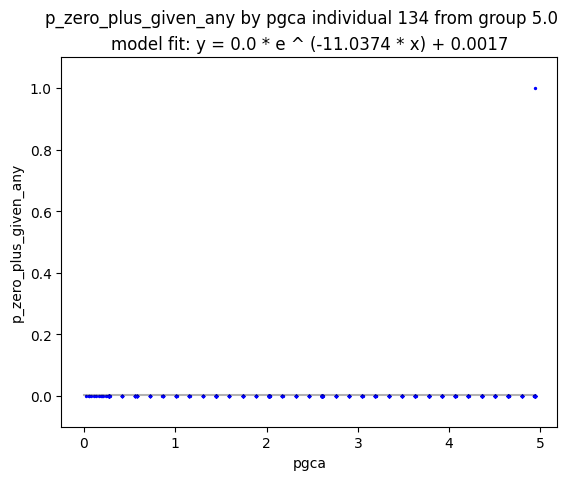 p_zero_plus_given_any by pgca individual 134 from group 5.0
model fit: y = 0.0 * e ^ (-11.0374 * x) + 0.0017
1.0
0.8
0.6
0.4
0.2
0.0
p_zero_plus_given_any
0 1 2 3 4 5
pgca